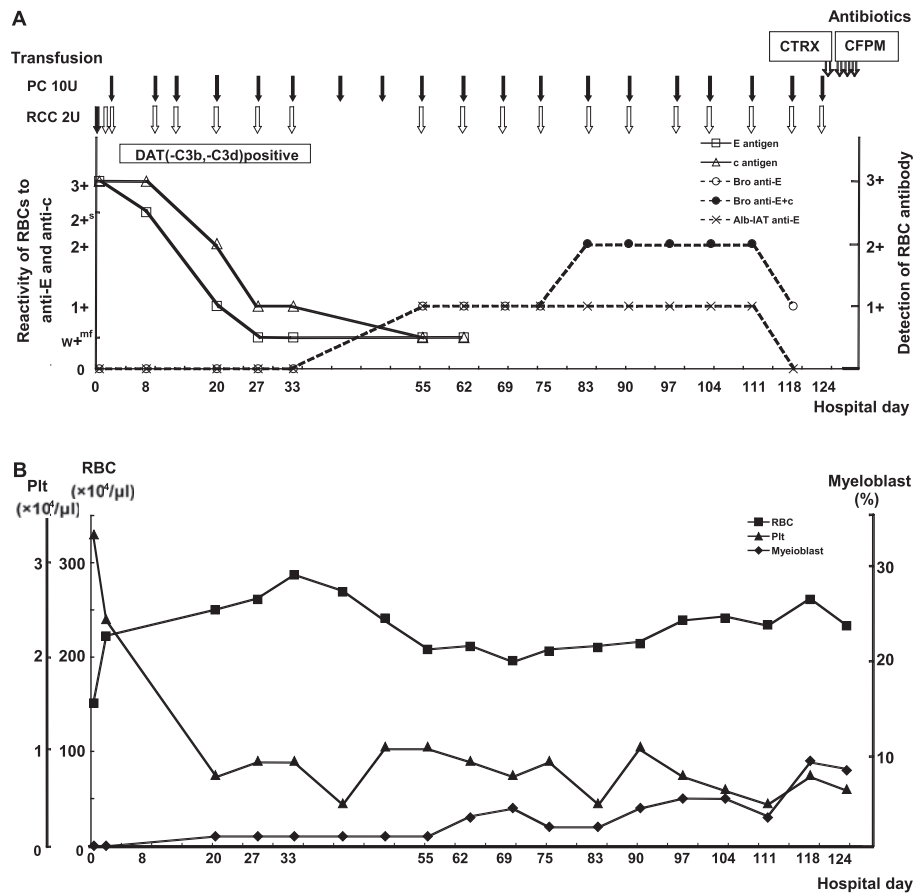 A
Antibiotics
CTRX CFPM
Transfusion
PC 10U
RCC 2U
DAT(-C3b,-C3d)positive
E antigen
c antigen
Bro anti-E
Bro anti-E+c
Alb-IAT anti-E
Reactivity of RBCs to
anti-E and anti-c
3+
2+s
2+
1+
w+mf
0
3+
2+
1+
0
Detection of RBC antibody
0 8 20 27 33 55 62 69 75 83 90 97 104 111 118 124
Hospital day
B
RBC
(×10⁴/µl)
Plt
(×10⁴/µl)
Myeloblast
(%)
RBC
Plt
Myeioblast
3 300 30
2 200 20
1 100 10
0 0 0
0 8 20 27 33 55 62 69 75 83 90 97 104 111 118 124
Hospital day